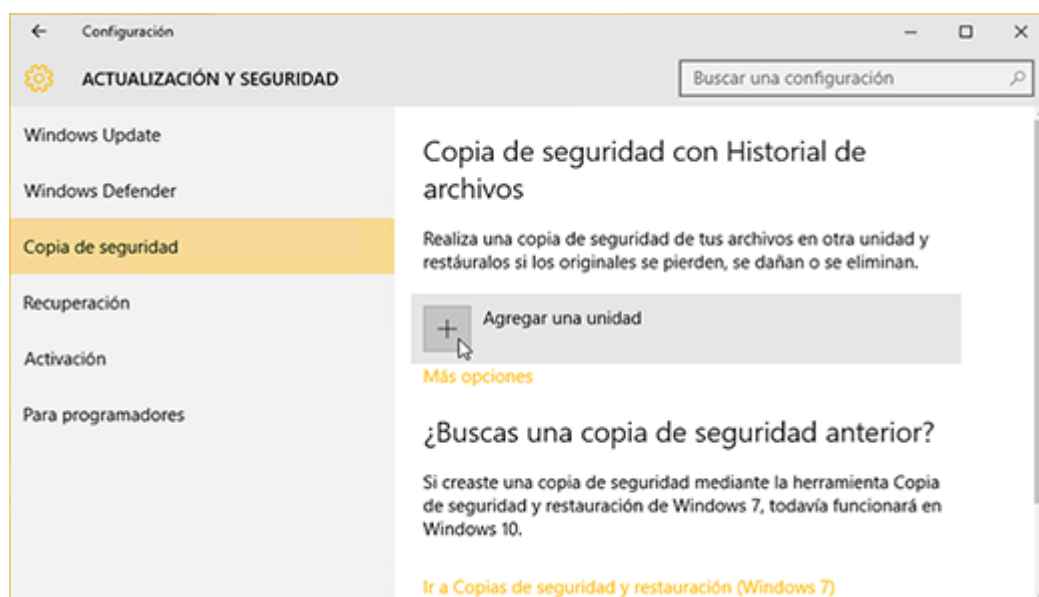 Configuración
ACTUALIZACIÓN Y SEGURIDAD
Buscar una configuración
Windows Update
Windows Defender
Copia de seguridad
Recuperación
Activación
Para programadores
Copia de seguridad con Historial de
archivos
Realiza una copia de seguridad de tus archivos en otra unidad y
restáuralos si los originales se pierden, se dañan o se eliminan.
Agregar una unidad
Más opciones
¿Buscas una copia de seguridad anterior?
Si creaste una copia de seguridad mediante la herramienta Copia
de seguridad y restauración de Windows 7, todavía funcionará en
Windows 10.
Ir a Copias de seguridad y restauración (Windows 7)